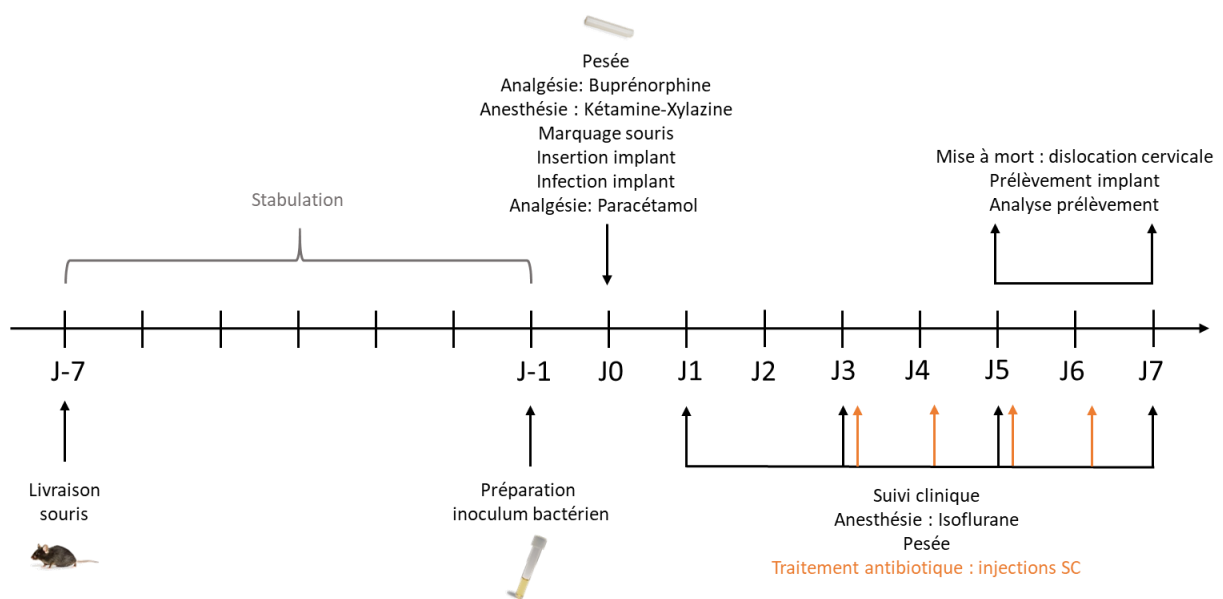 Pesée
Analgésie: Buprénorphine
Anesthésie : Kétamine-Xylazine
Marquage souris
Insertion implant
Infection implant
Analgésie: Paracétamol
Mise à mort : dislocation cervicale
Prélèvement implant
Analyse prélèvement
Stabulation
J-7
J-1
J0
J1
J2
J3
J4
J5
J6
J7
Livraison
souris
Préparation
inoculum bactérien
Suivi clinique
Anesthésie : Isoflurane
Pesée
Traitement antibiotique : injections SC